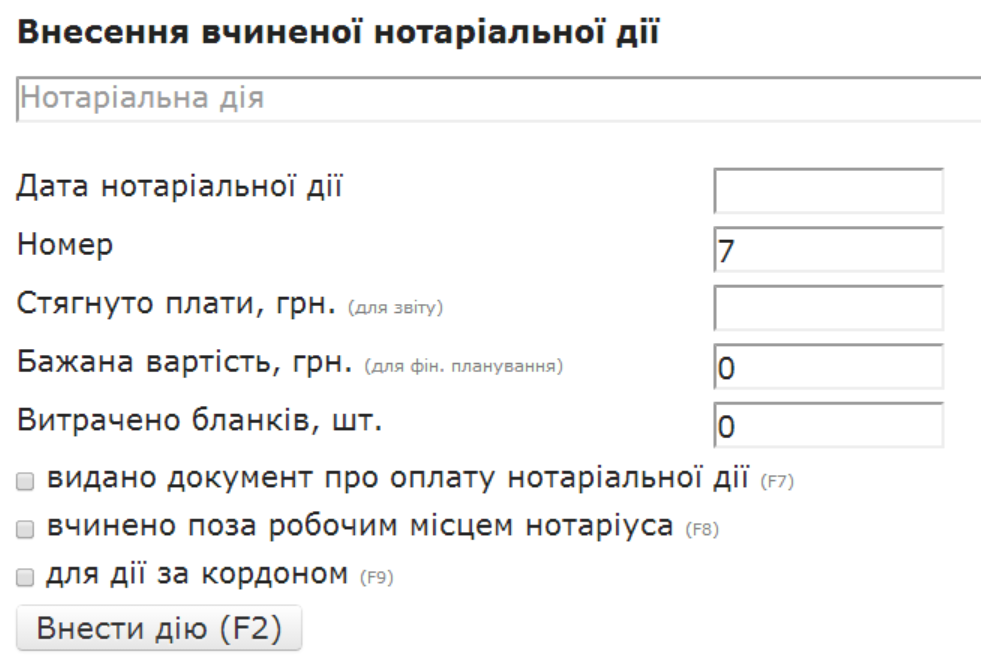 Внесення вчиненої нотаріальної дії
Нотаріальна дія
Дата нотаріальної дії
Номер 7
Стягнуто плати, грн. (для звіту)
Бажана вартість, грн. (для фін. планування) 0
Витрачено бланків, шт. 0
видано документ про оплату нотаріальної дії (F7)
вчинено поза робочим місцем нотаріуса (F8)
для дії за кордоном (F9)
Внести дію (F2)